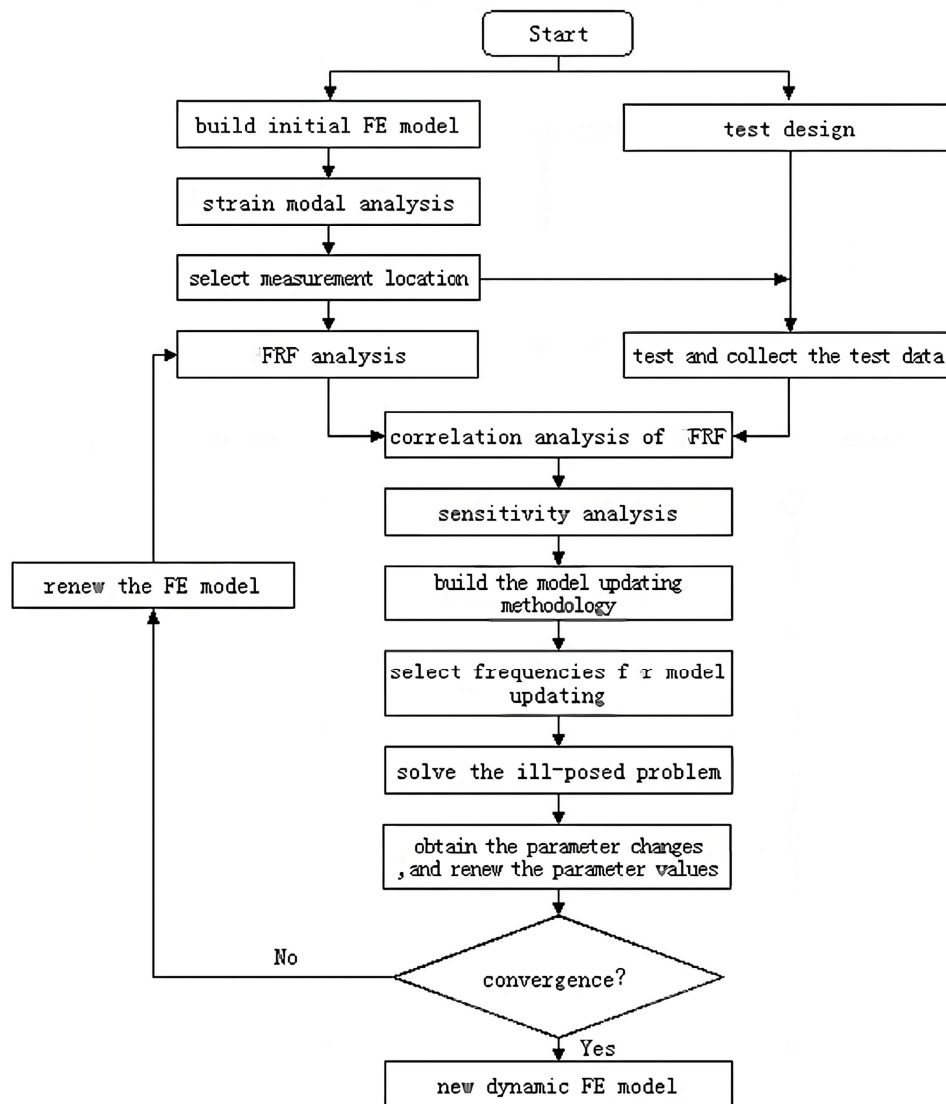 Start
build initial FE model
test design
strain modal analysis
select measurement location
FRF analysis
test and collect the test data
correlation analysis of FRF
sensitivity analysis
renew the FE model
build the model updating
methodology
select frequencies f r model
updating
solve the ill-posed problem
obtain the parameter changes
,and renew the parameter values
No
convergence?
Yes
new dynamic FE model